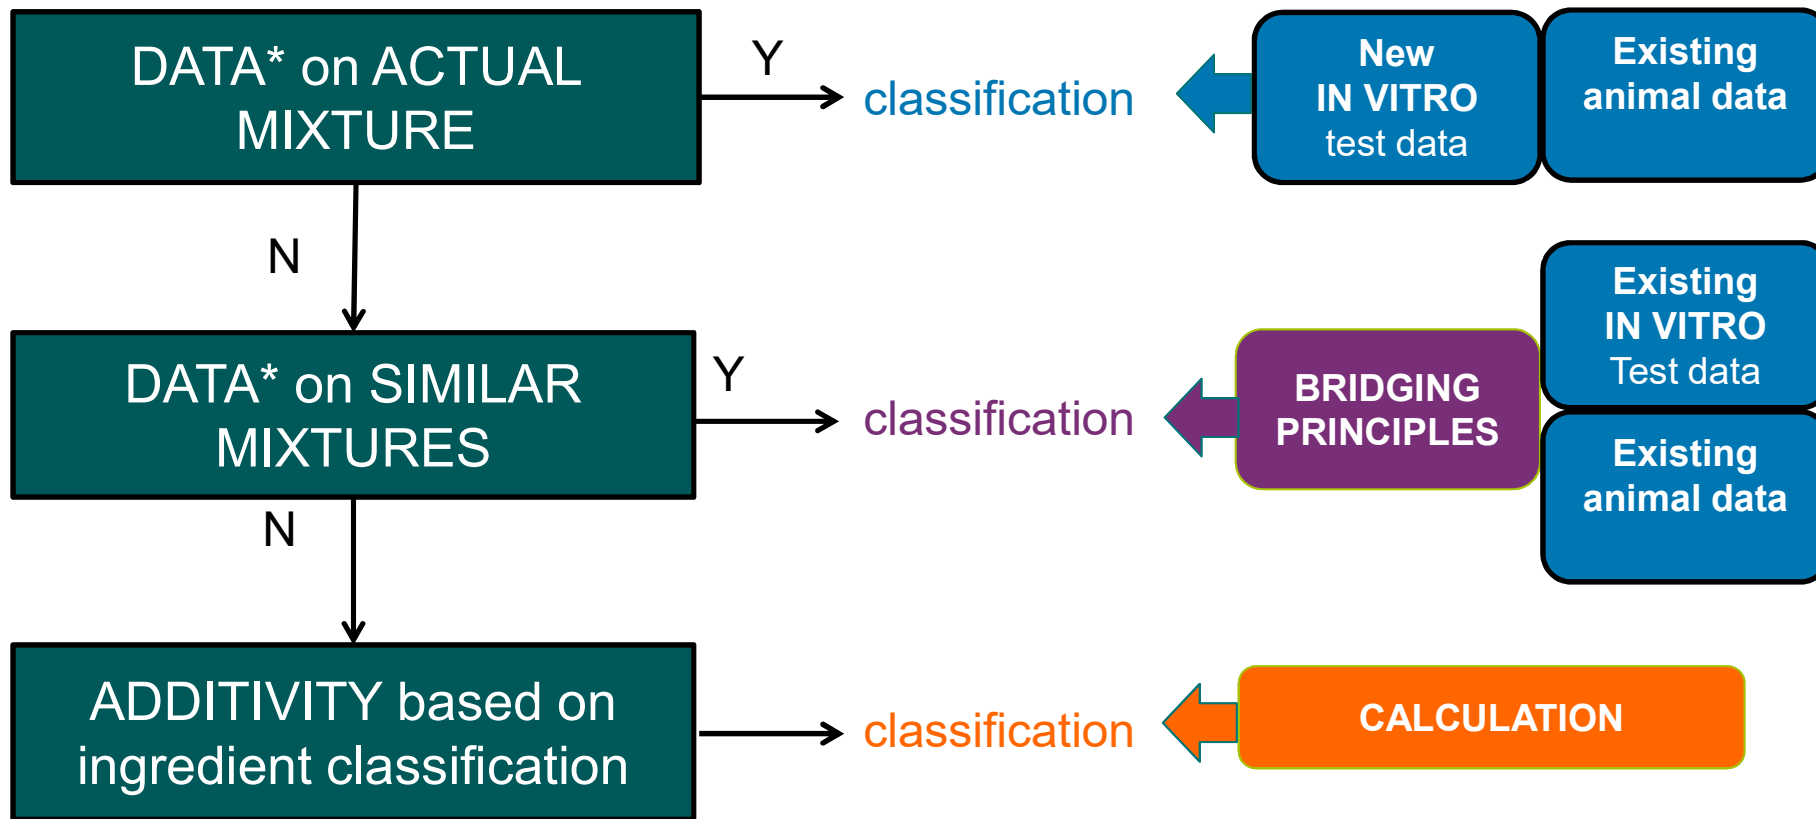 DATA* on ACTUAL
MIXTURE
Y
classification
New
IN VITRO
test data
Existing
animal data
N
DATA* on SIMILAR
MIXTURES
Y
classification
BRIDGING
PRINCIPLES
Existing
IN VITRO
Test data
Existing
animal data
N
ADDITIVITY based on
ingredient classification
classification
CALCULATION